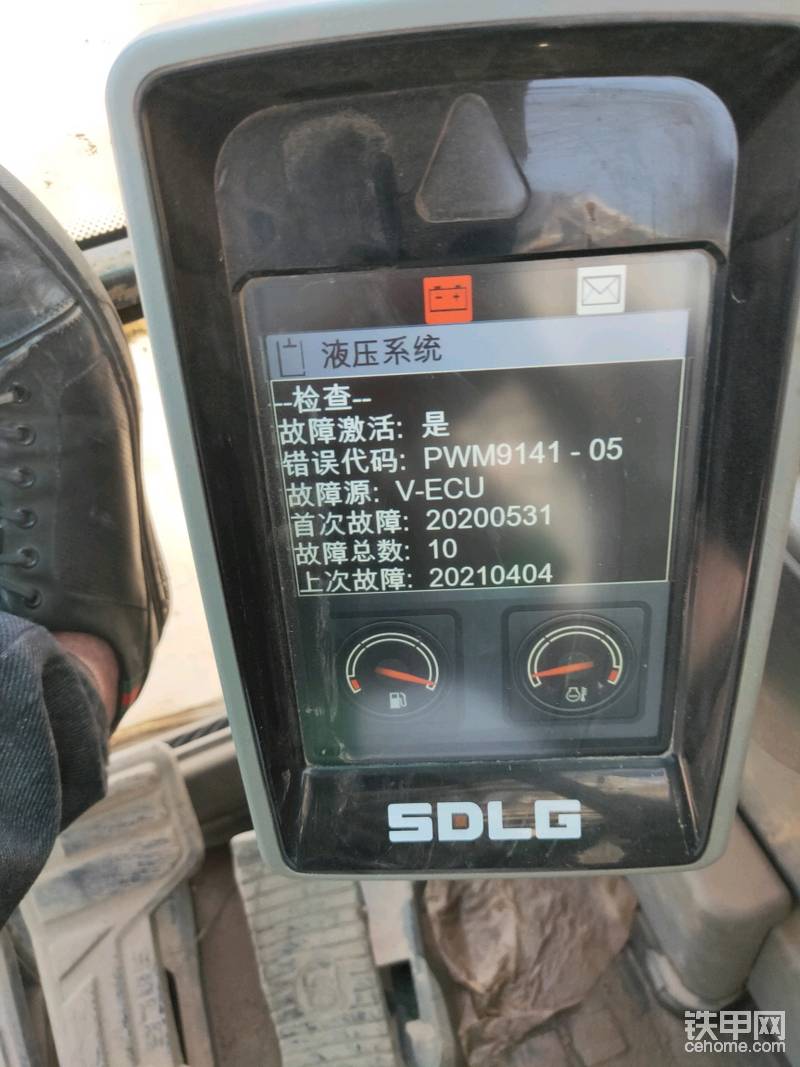 液压系统
--检查--
故障激活: 是
错误代码: PWM9141 - 05
故障源: V-ECU
首次故障: 20200531
故障总数: 10
上次故障: 20210404
SDLG
铁甲网
cehome.com